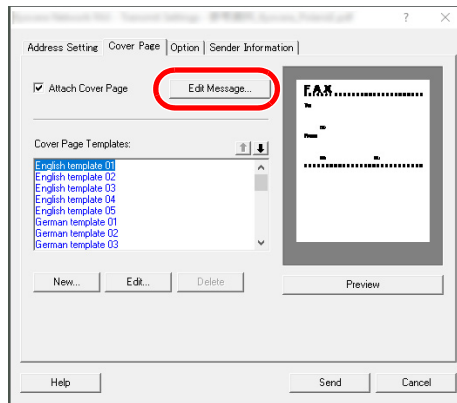 ? ×
Address Setting Cover Page Option Sender Information
Attach Cover Page Edit Message...
FAX
To
From
Cover Page Templates:
English template 01
English template 02
English template 03
English template 04
English template 05
German template 01
German template 02
German template 03
New... Edit... Delete
Preview
Help Send Cancel